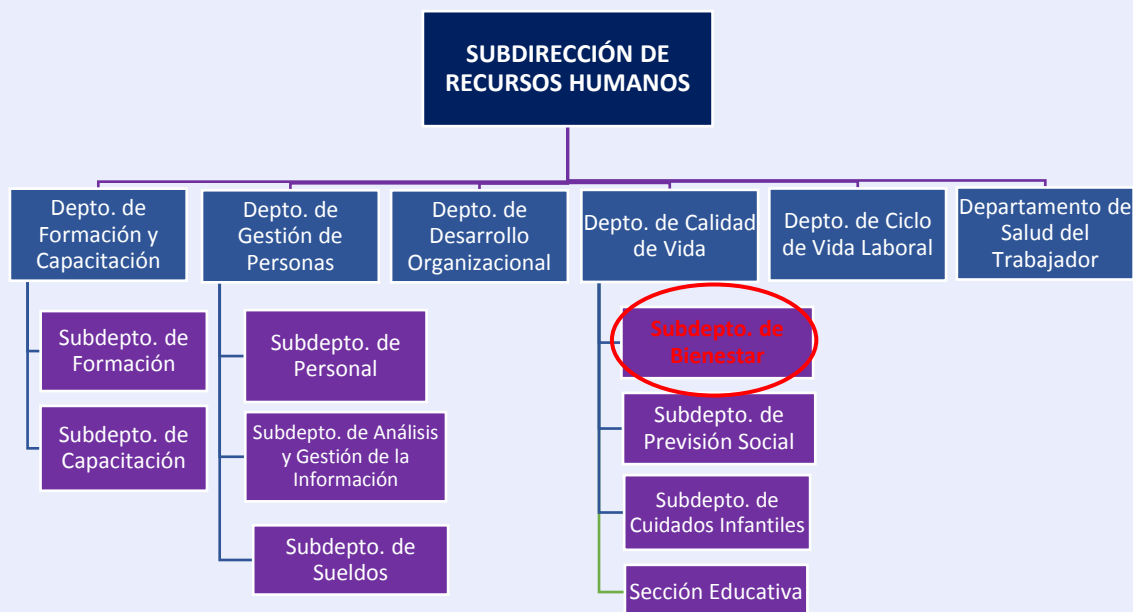 SUBDIRECCIÓN DE
RECURSOS HUMANOS
Depto. de
Formación y
Capacitación
Depto. de
Gestión de
Personas
Depto. de
Desarrollo
Organizacional
Depto. de Calidad
de Vida
Depto. de Ciclo
de Vida Laboral
Departamento de
Salud del
Trabajador
Subdepto. de
Formación
Subdepto. de
Capacitación
Subdepto. de
Personal
Subdepto. de Análisis
y Gestión de la
Información
Subdepto. de
Sueldos
Subdepto. de
Bienestar
Subdepto. de
Previsión Social
Subdepto. de
Cuidados Infantiles
Sección Educativa